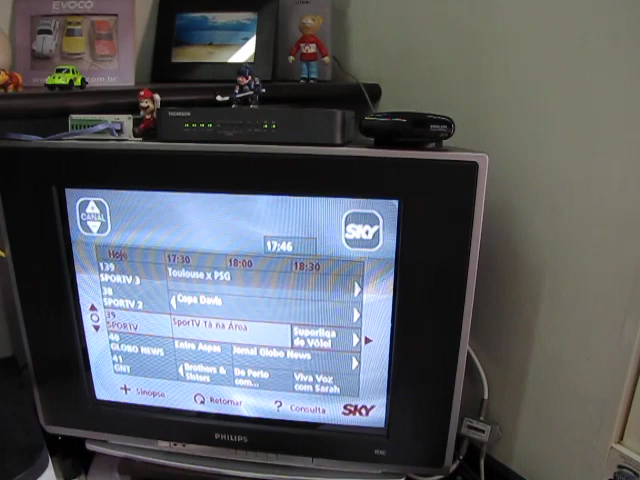 EVOCO
THOMSON
CANAL
17:46
SKY
Hoje 17:30 18:00 18:30
139
SPORTV 3 Toulouse x PSG
38
SPORTV 2 Copa Davis
39
SPORTV SporTV Tá na Área Superliga de Vôlei
40
GLOBO NEWS Entre Aspas Jornal Globo News
41
GNT Brothers & Sisters De Perto com... Viva Voz com Sarah
+ Sinopse Retornar ? Consulta SKY
PHILIPS